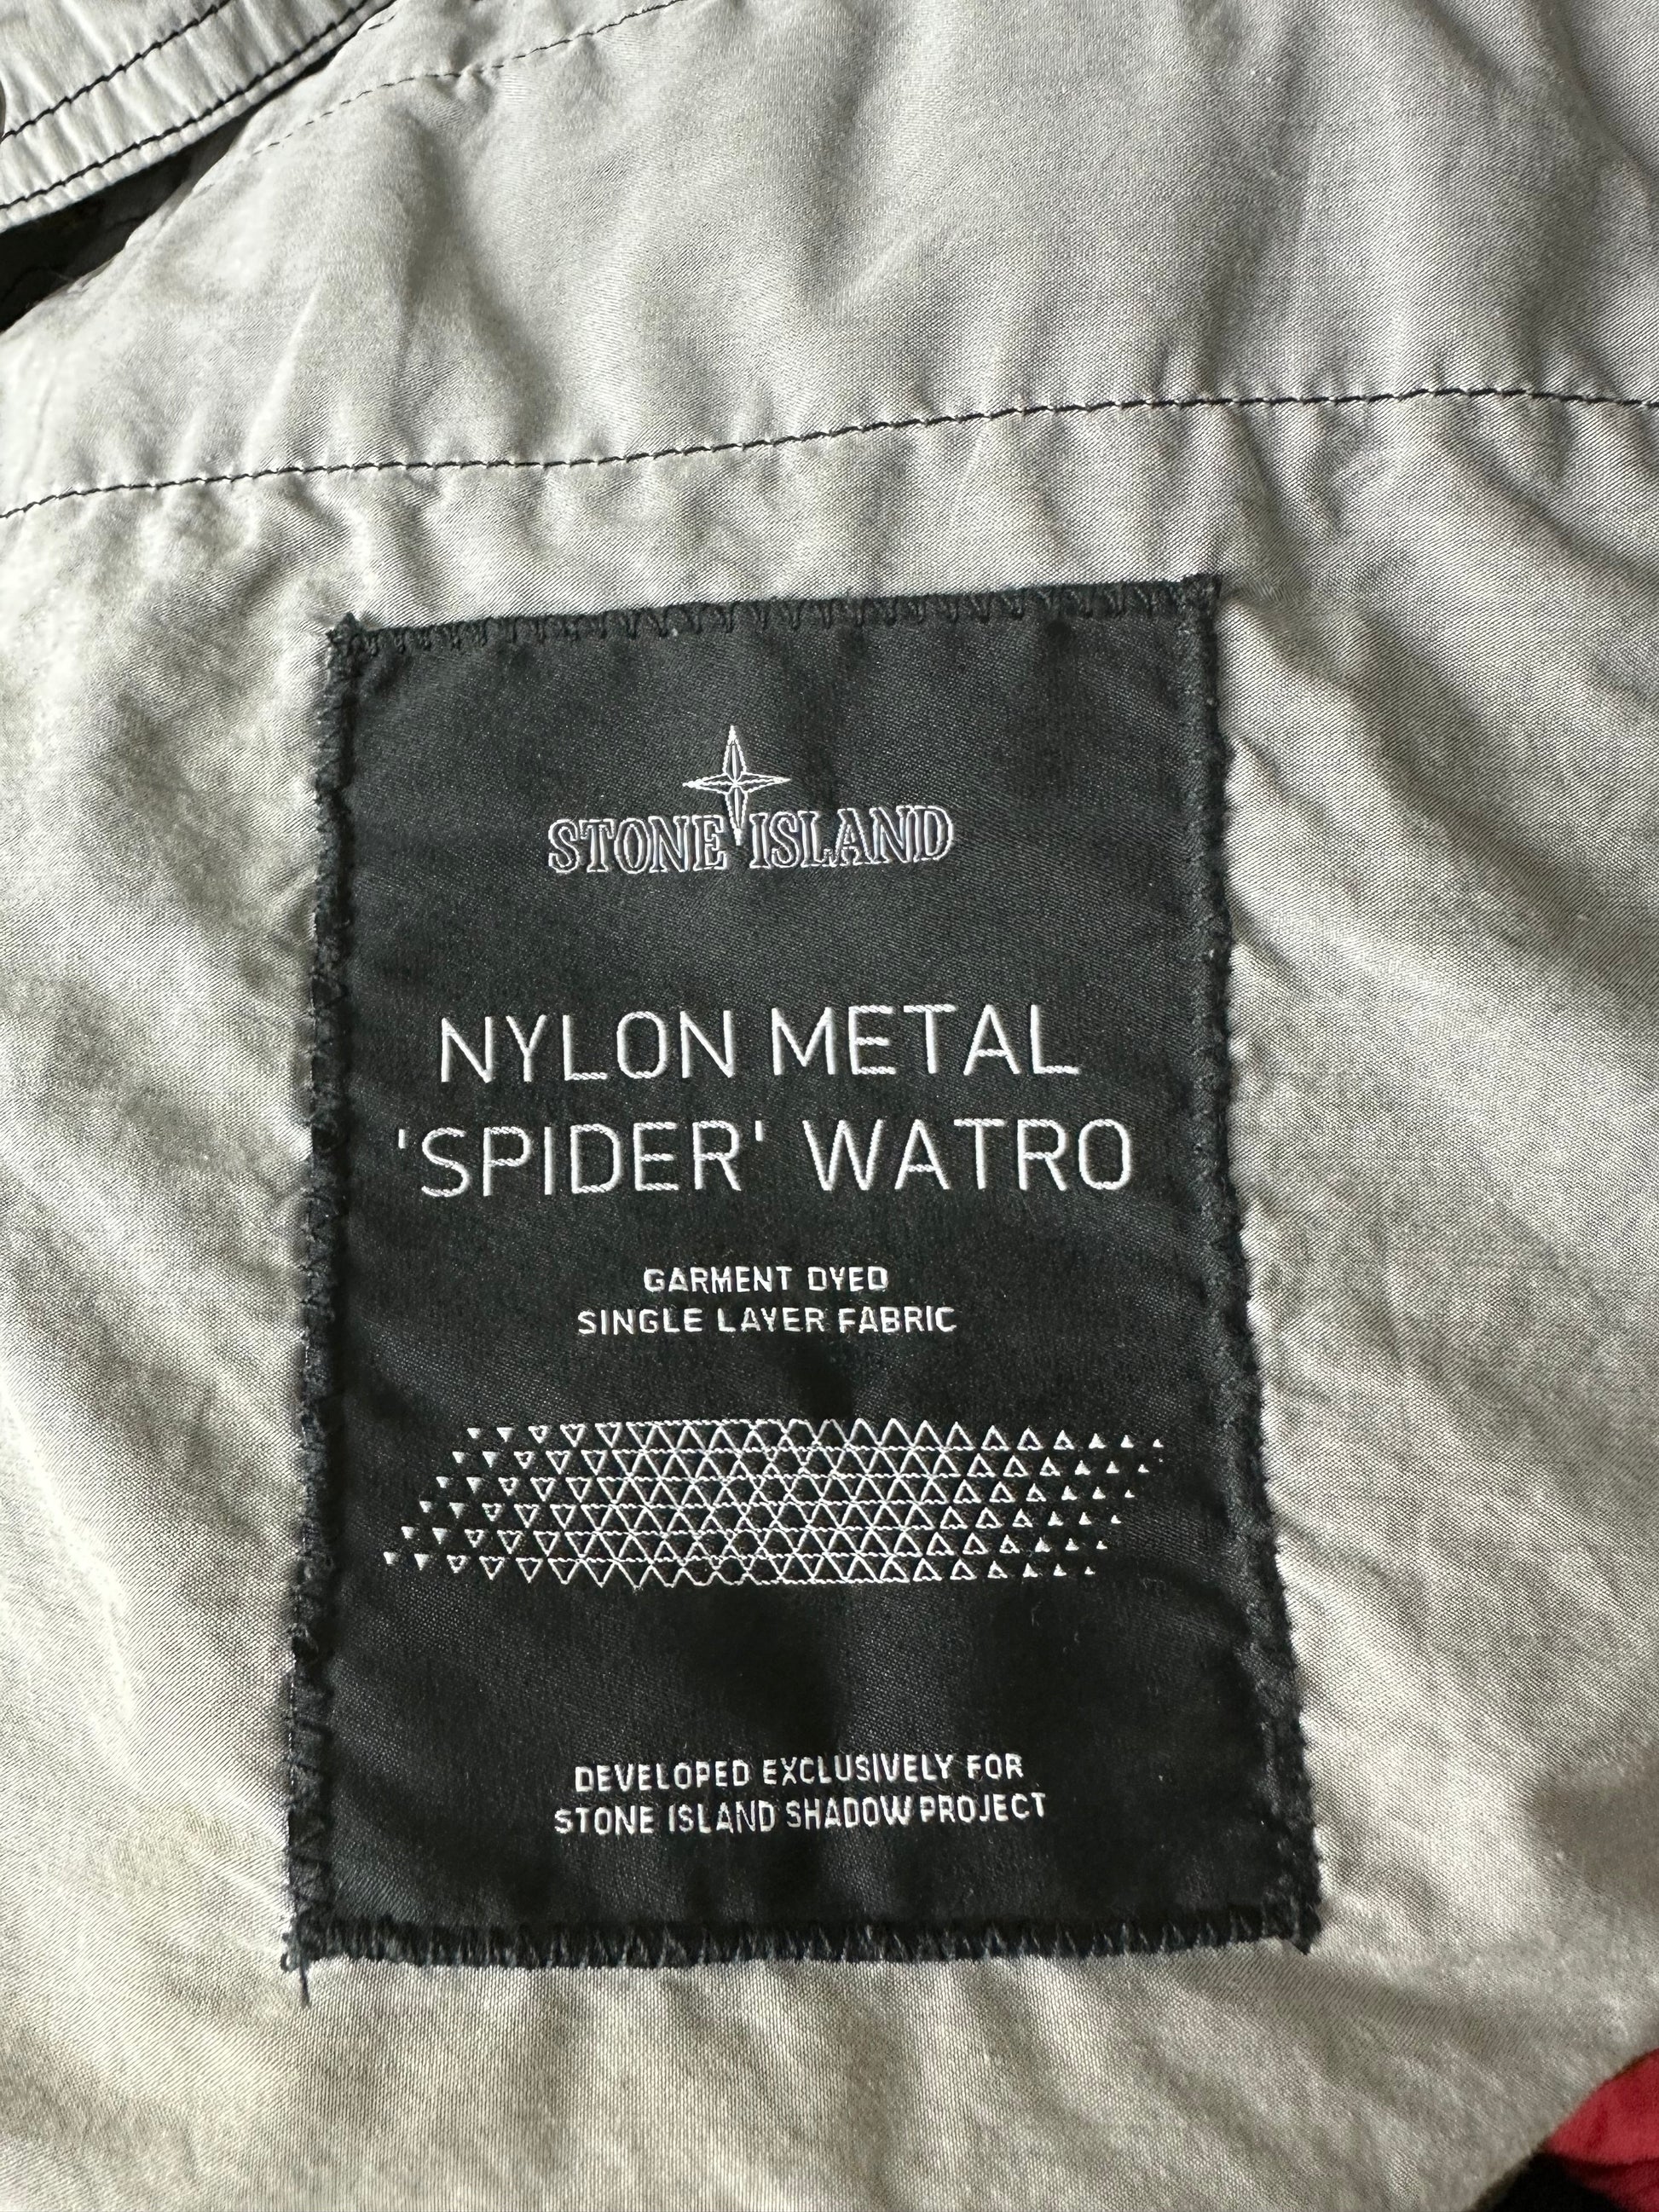 STONE ISLAND
NYLON METAL
'SPIDER' WATRO
GARMENT DYED
SINGLE LAYER FABRIC
DEVELOPED EXCLUSIVELY FOR
STONE ISLAND SHADOW PROJECT